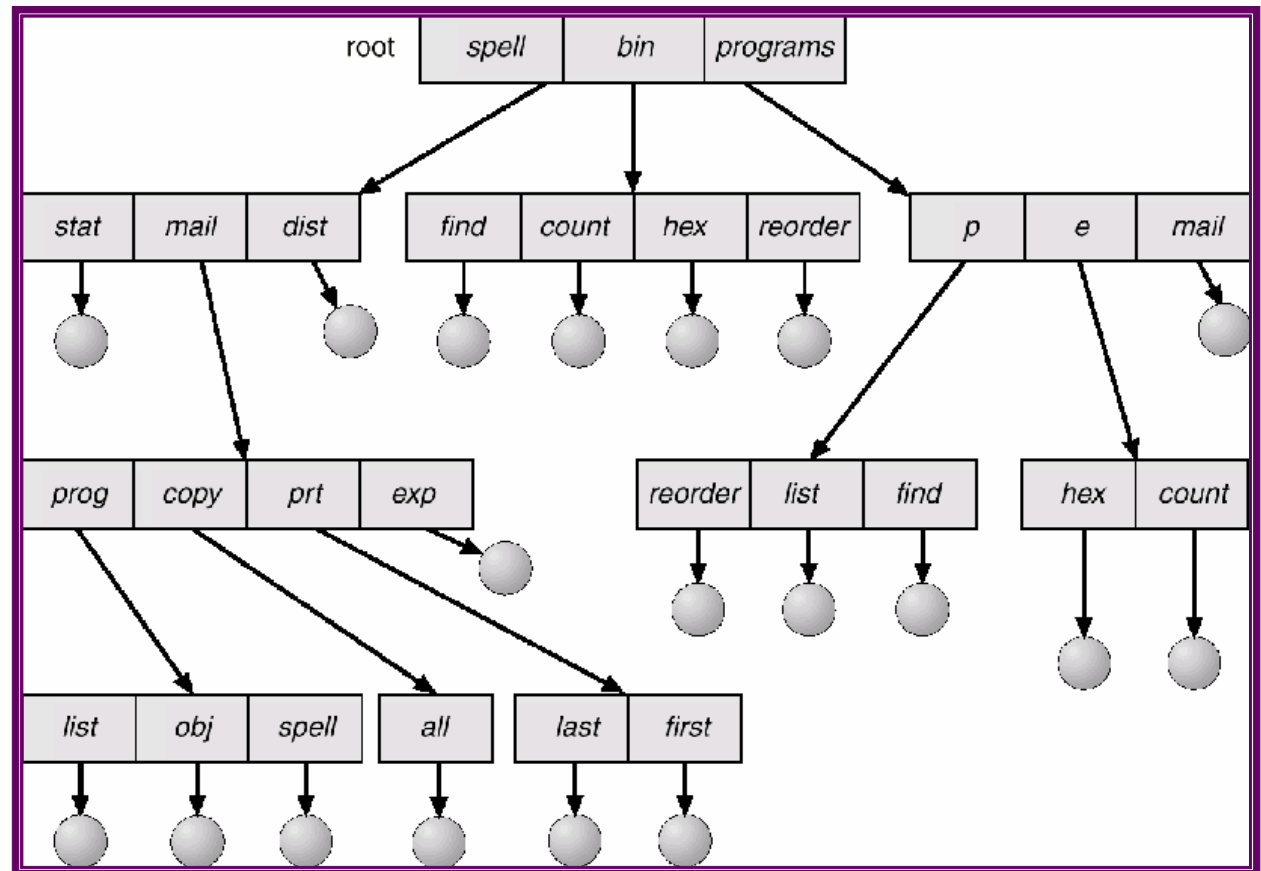 root spell bin programs
stat mail dist find count hex reorder p e mail
prog copy prt exp reorder list find hex count
list obj spell all last first